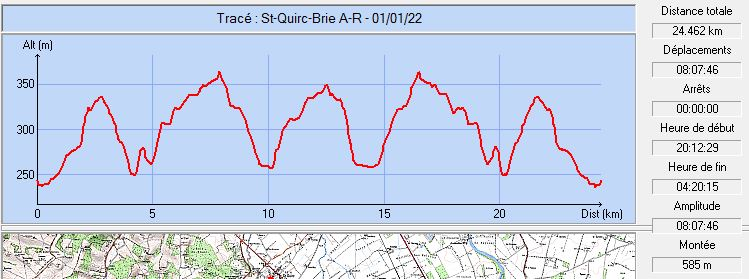 Tracé : St-Quirc-Brie A-R - 01/01/22
Alt (m)
350
300
250
0
5
10
15
20
Dist (km)
Distance totale
24.462 km
Déplacements
08:07:46
Arrêts
00:00:00
Heure de début
20:12:29
Heure de fin
04:20:15
Amplitude
08:07:46
Montée
585 m